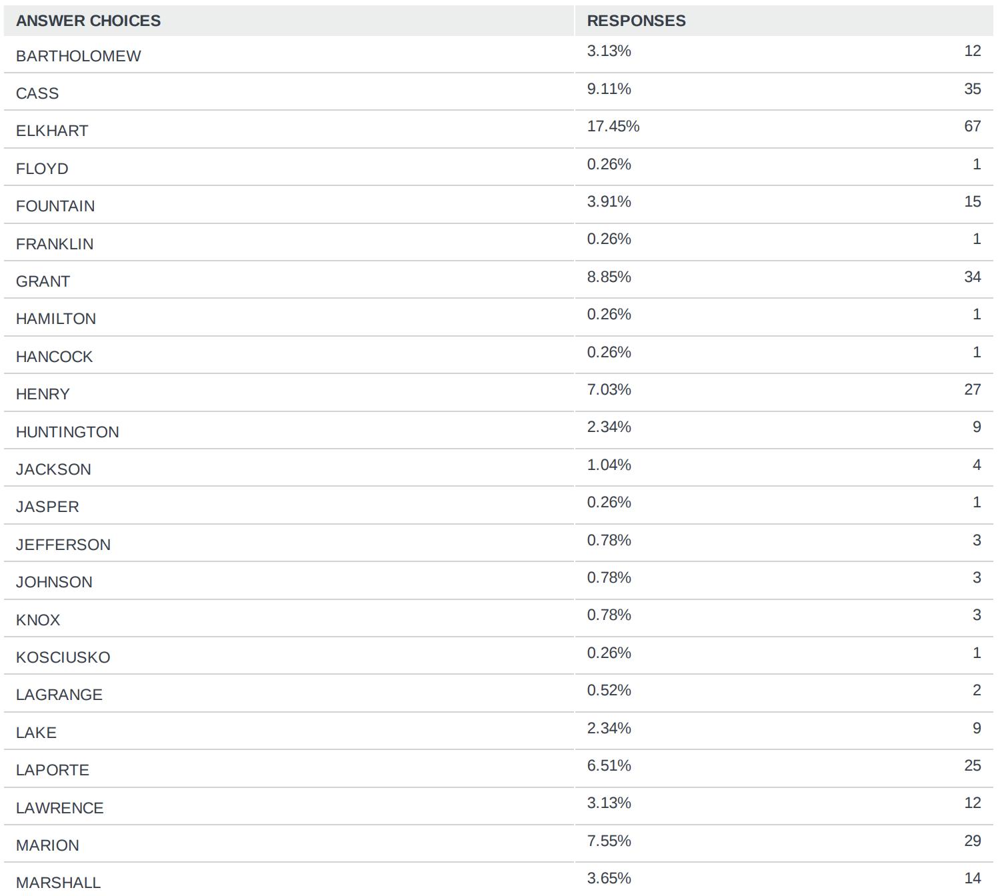 ANSWER CHOICES RESPONSES
BARTHOLOMEW 3.13% 12
CASS 9.11% 35
ELKHART 17.45% 67
FLOYD 0.26% 1
FOUNTAIN 3.91% 15
FRANKLIN 0.26% 1
GRANT 8.85% 34
HAMILTON 0.26% 1
HANCOCK 0.26% 1
HENRY 7.03% 27
HUNTINGTON 2.34% 9
JACKSON 1.04% 4
JASPER 0.26% 1
JEFFERSON 0.78% 3
JOHNSON 0.78% 3
KNOX 0.78% 3
KOSCIUSKO 0.26% 1
LAGRANGE 0.52% 2
LAKE 2.34% 9
LAPORTE 6.51% 25
LAWRENCE 3.13% 12
MARION 7.55% 29
MARSHALL 3.65% 14